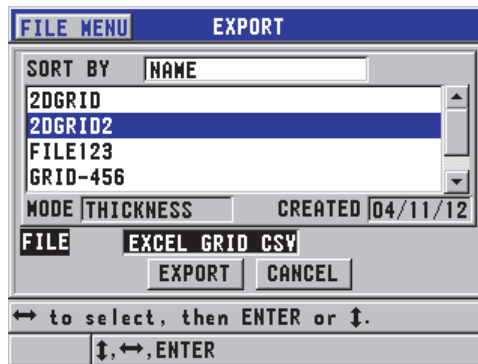 FILE MENU EXPORT
SORT BY NAME
2DGRID
2DGRID2
FILE123
GRID-456
MODE THICKNESS CREATED 04/11/12
FILE EXCEL GRID CSV
EXPORT CANCEL
↔ to select, then ENTER or ↕.
↕,↔,ENTER